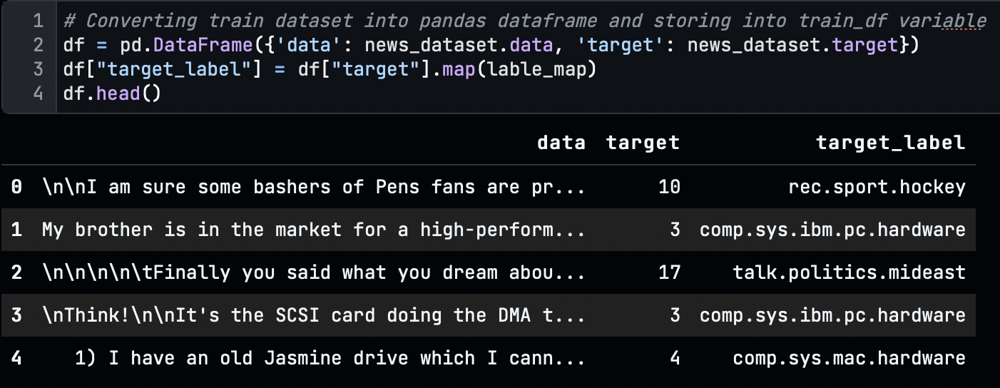 1 # Converting train dataset into pandas dataframe and storing into train_df variable
2 df = pd.DataFrame({'data': news_dataset.data, 'target': news_dataset.target})
3 df["target_label"] = df["target"].map(lable_map)
4 df.head()
data target target_label
0 \n\nI am sure some bashers of Pens fans are pr... 10 rec.sport.hockey
1 My brother is in the market for a high-perform... 3 comp.sys.ibm.pc.hardware
2 \n\n\n\n\tFinally you said what you dream abou... 17 talk.politics.mideast
3 \nThink!\n\nIt's the SCSI card doing the DMA t... 3 comp.sys.ibm.pc.hardware
4 1) I have an old Jasmine drive which I cann... 4 comp.sys.mac.hardware